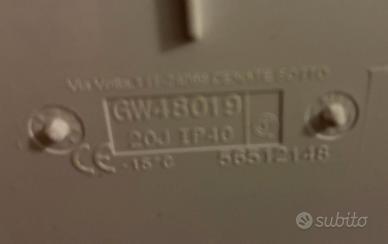 Via Volta,1 I-24069 CENATE SOTTO
GW48019
20J IP40
CE -15°C 56512148
subito